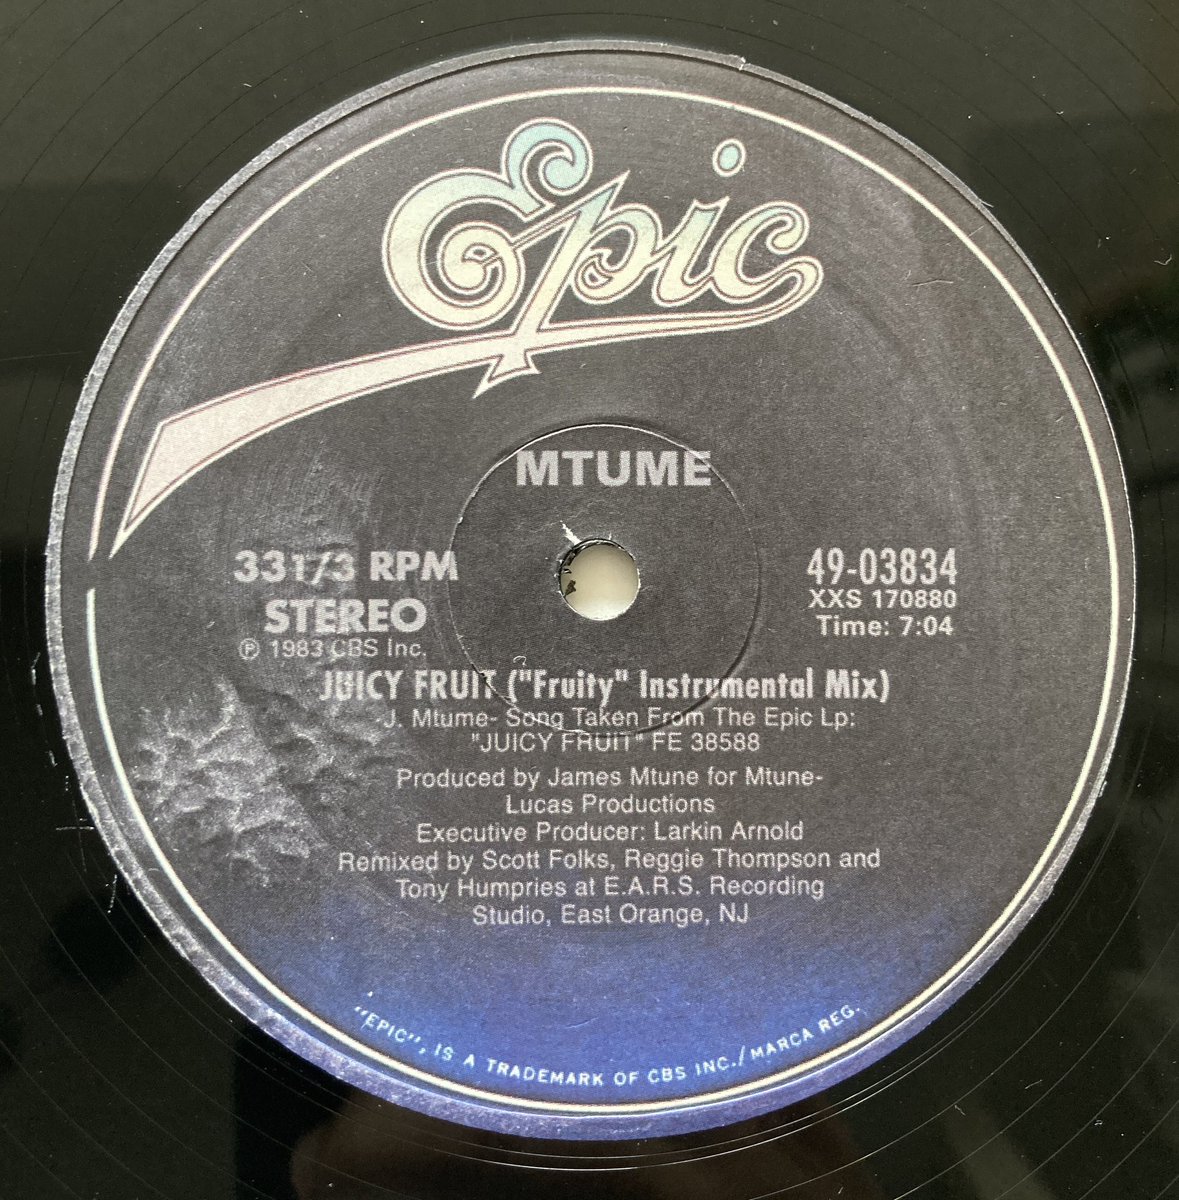 Epic
MTUME
33 1/3 RPM
STEREO
℗ 1983 CBS Inc.
49-03834
XXS 170880
Time: 7:04
JUICY FRUIT ("Fruity" Instrumental Mix)
-J. Mtume- Song Taken From The Epic Lp:
"JUICY FRUIT" FE 38588
Produced by James Mtune for Mtune-
Lucas Productions
Executive Producer: Larkin Arnold
Remixed by Scott Folks, Reggie Thompson and
Tony Humpries at E.A.R.S. Recording
Studio, East Orange, NJ
"EPIC", IS A TRADEMARK OF CBS INC./MARCA REG.